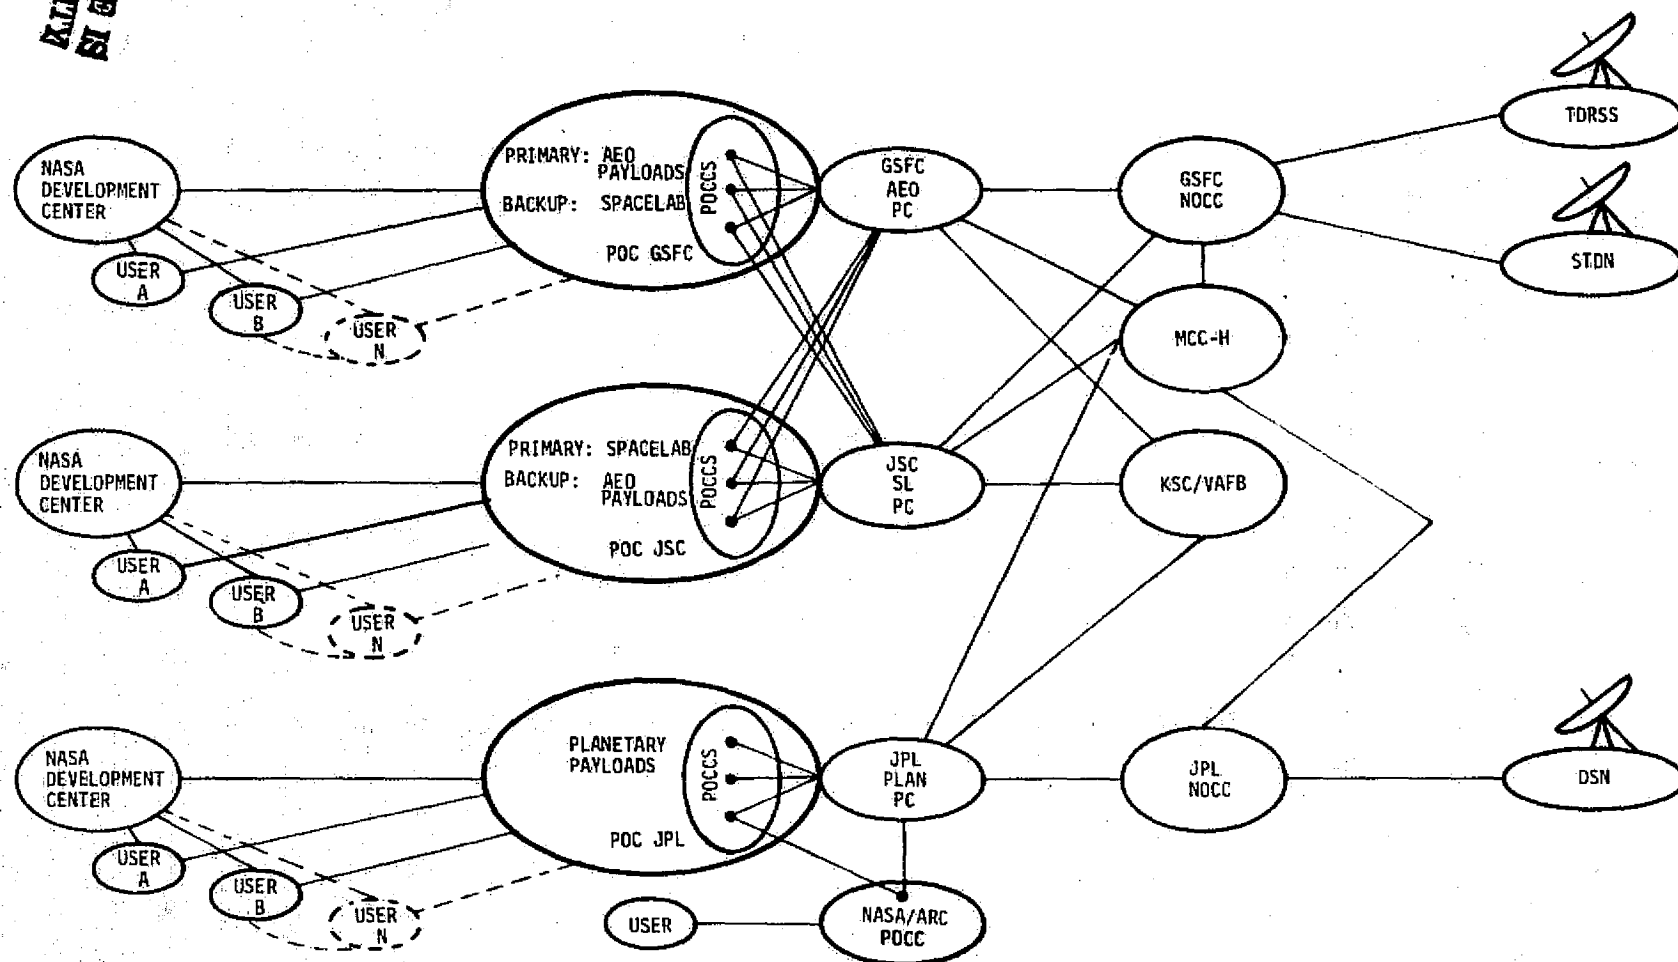 TDRSS
NASA
DEVELOPMENT
CENTER
USER
A
USER
B
USER
N
PRIMARY: AEO
PAYLOADS
BACKUP: SPACELAB
POC GSFC
POCCS
GSFC
AEO
PC
GSFC
NOCC
STDN
MCC-H
NASA
DEVELOPMENT
CENTER
USER
A
USER
B
USER
N
PRIMARY: SPACELAB
BACKUP: AEO
PAYLOADS
POC JSC
POCCS
JSC
SL
PC
KSC/VAFB
NASA
DEVELOPMENT
CENTER
USER
A
USER
B
USER
N
PLANETARY
PAYLOADS
POC JPL
POCCS
JPL
PLAN
PC
JPL
NOCC
DSN
USER
NASA/ARC
POCC